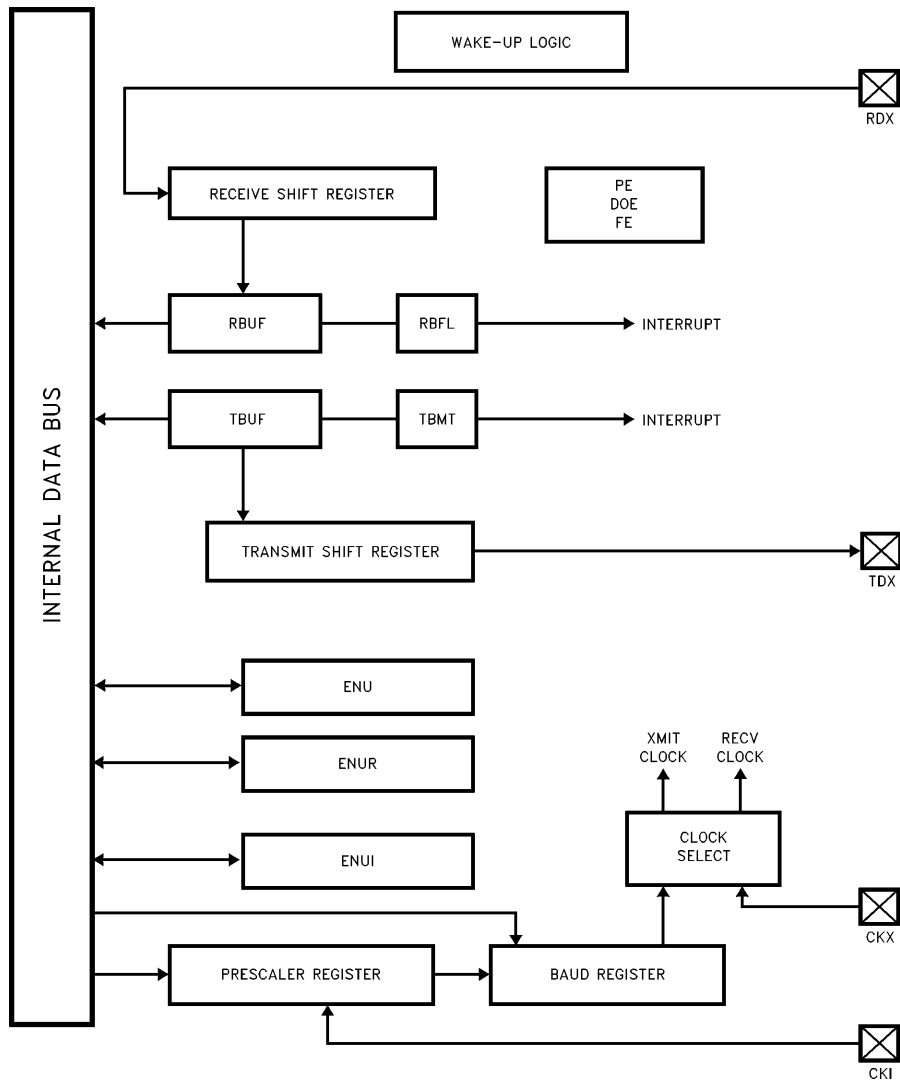 WAKE-UP LOGIC
RDX
RECEIVE SHIFT REGISTER
PE
DOE
FE
RBUF
RBFL
INTERRUPT
INTERNAL DATA BUS
TBUF
TBMT
INTERRUPT
TRANSMIT SHIFT REGISTER
TDX
ENU
XMIT
CLOCK
RECV
CLOCK
ENUR
CLOCK
SELECT
ENUI
CKX
PRESCALER REGISTER
BAUD REGISTER
CKI